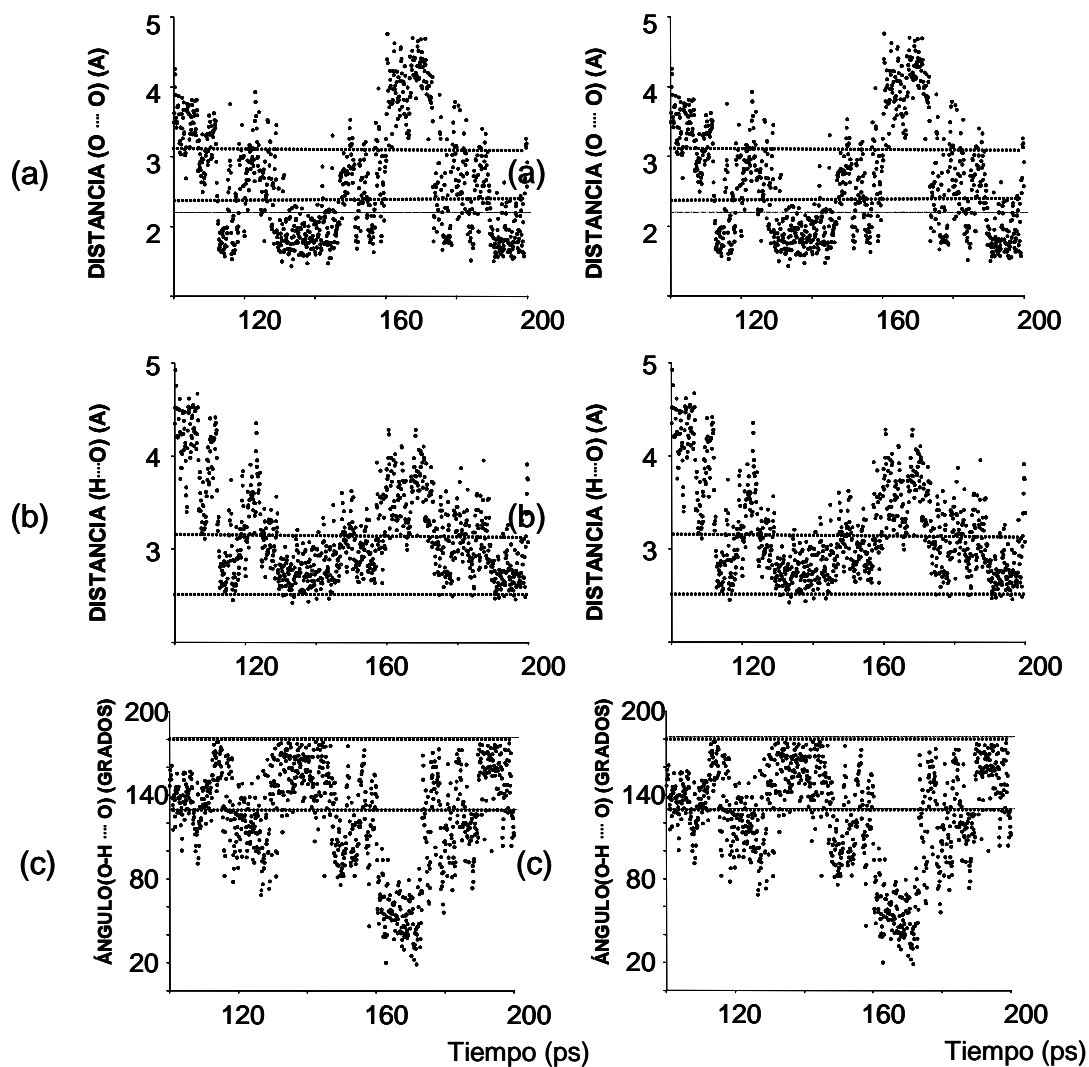 5
4
3
2
DISTANCIA (O ···· O) (A)
(a)
120
160
200
5
4
3
2
DISTANCIA (O ···· O) (A)
(a)
120
160
200
5
4
3
DISTANCIA (H····O) (A)
(b)
120
160
200
5
4
3
DISTANCIA (H····O) (A)
(b)
120
160
200
200
140
80
20
ÁNGULO(O-H ···· O) (GRADOS)
(c)
120
160
200
Tiempo (ps)
200
140
80
20
ÁNGULO(O-H ···· O) (GRADOS)
(c)
120
160
200
Tiempo (ps)